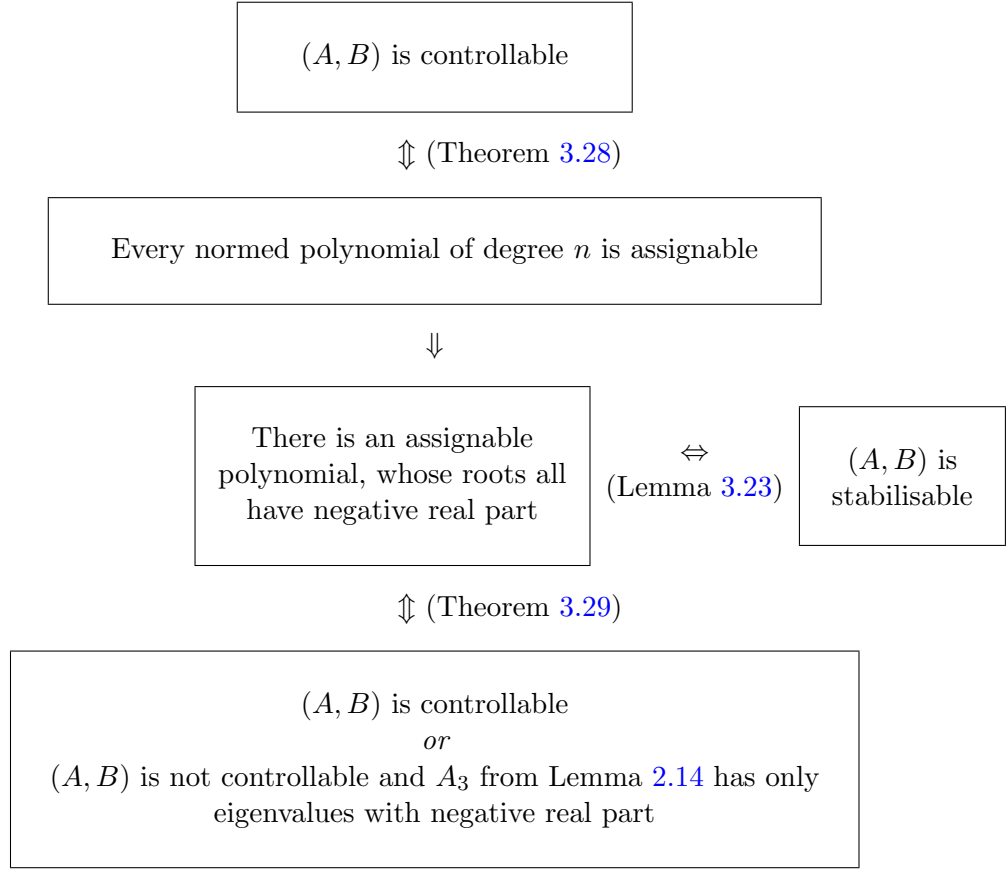 (A, B) is controllable
⇕ (Theorem 3.28)
Every normed polynomial of degree n is assignable
⇓
There is an assignable
polynomial, whose roots all
have negative real part
⇔
(Lemma 3.23)
(A, B) is
stabilisable
⇕ (Theorem 3.29)
(A, B) is controllable
or
(A, B) is not controllable and A₃ from Lemma 2.14 has only
eigenvalues with negative real part